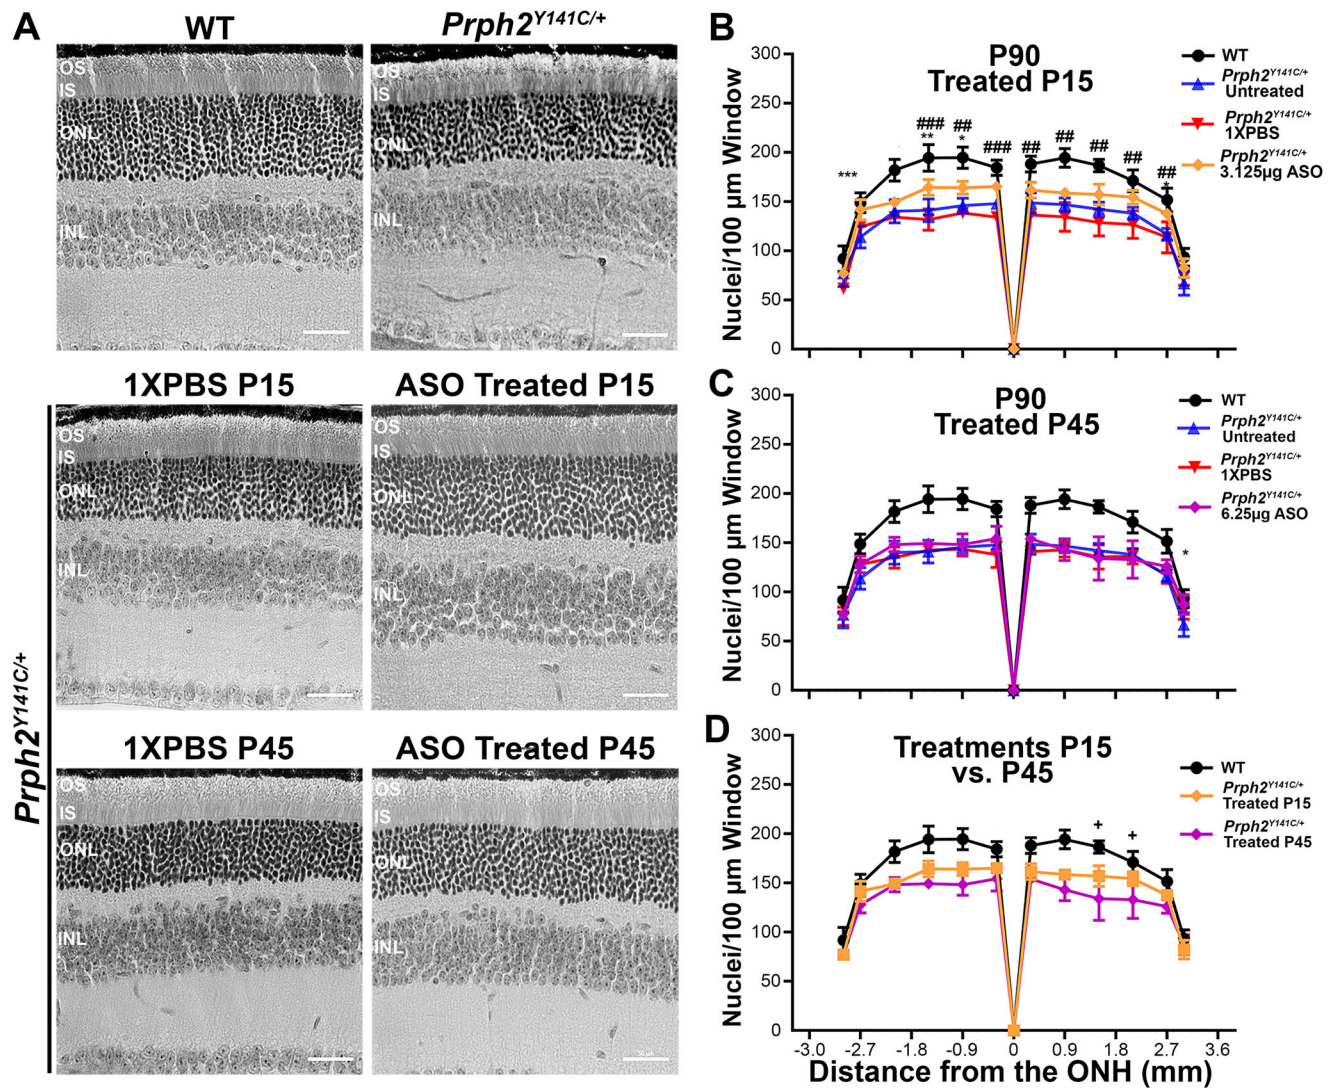 A
WT
Prph2Y141C/+
OS
IS
ONL
INL
OS
IS
ONL
INL
1XPBS P15
ASO Treated P15
OS
IS
ONL
INL
OS
IS
ONL
INL
1XPBS P45
ASO Treated P45
OS
IS
ONL
INL
OS
IS
ONL
INL
Prph2Y141C/+
B
P90
Treated P15
Nuclei/100 µm Window
300
250
200
150
100
50
0
WT
Prph2Y141C/+
Untreated
Prph2Y141C/+
1XPBS
Prph2Y141C/+
3.125µg ASO
### ##
** *
*** ### ## ## ## ## ##
*
C
P90
Treated P45
Nuclei/100 µm Window
300
250
200
150
100
50
0
WT
Prph2Y141C/+
Untreated
Prph2Y141C/+
1XPBS
Prph2Y141C/+
6.25µg ASO
*
D
Treatments P15
vs. P45
Nuclei/100 µm Window
300
250
200
150
100
50
0
WT
Prph2Y141C/+
Treated P15
Prph2Y141C/+
Treated P45
+ +
-3.0 -2.7 -1.8 -0.9 0 0.9 1.8 2.7 3.6
Distance from the ONH (mm)